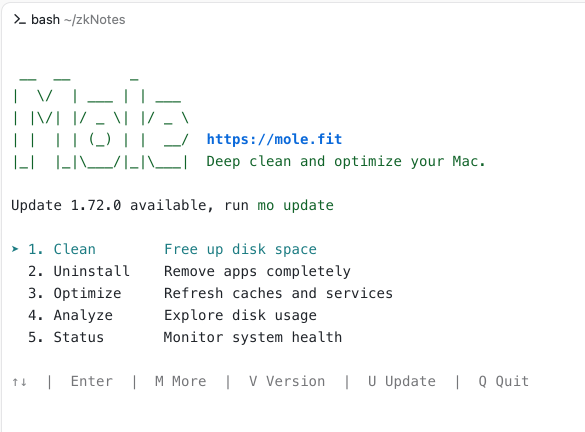 bash ~/zkNotes
Mole
https://mole.fit
Deep clean and optimize your Mac.
Update 1.72.0 available, run mo update
➤ 1. Clean Free up disk space
2. Uninstall Remove apps completely
3. Optimize Refresh caches and services
4. Analyze Explore disk usage
5. Status Monitor system health
↑↓ | Enter | M More | V Version | U Update | Q Quit